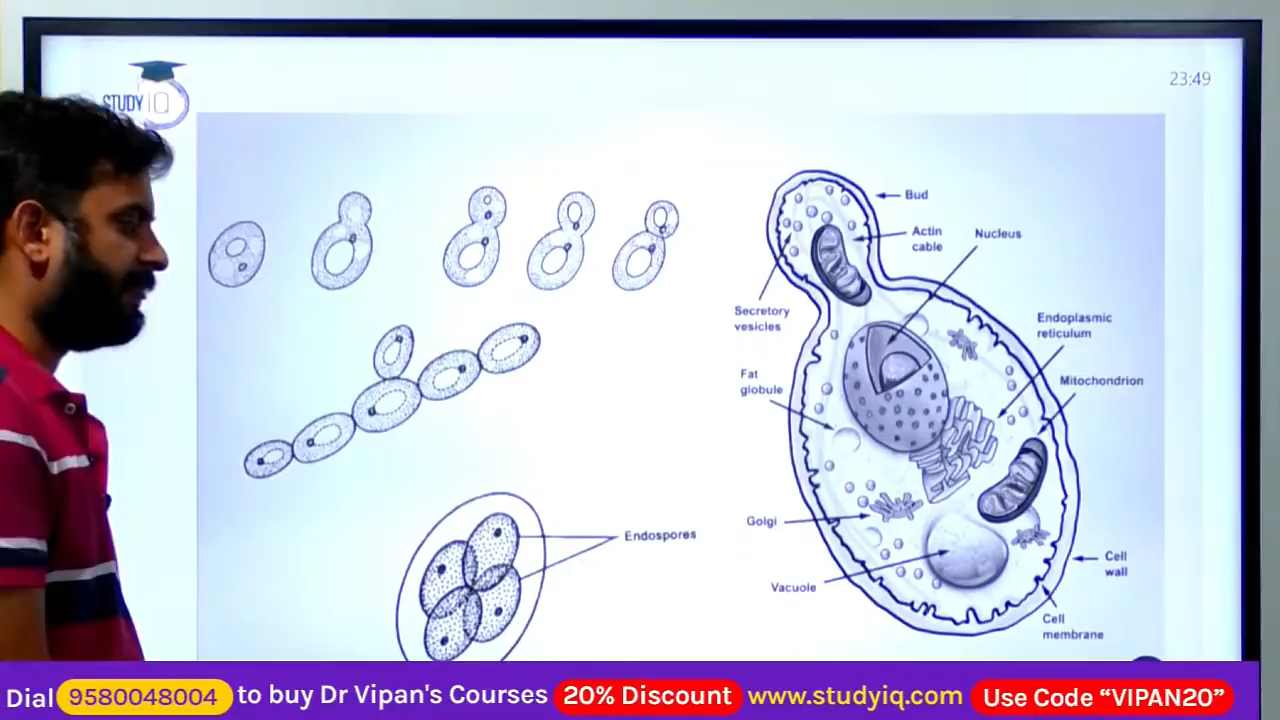 STUDY IQ
23:49
Bud
Actin
cable
Nucleus
Secretory
vesicles
Endoplasmic
reticulum
Fat
globule
Mitochondrion
Golgi
Endospores
Vacuole
Cell
wall
Cell
membrane
Dial 9580048004 to buy Dr Vipan's Courses 20% Discount www.studyiq.com Use Code “VIPAN20”